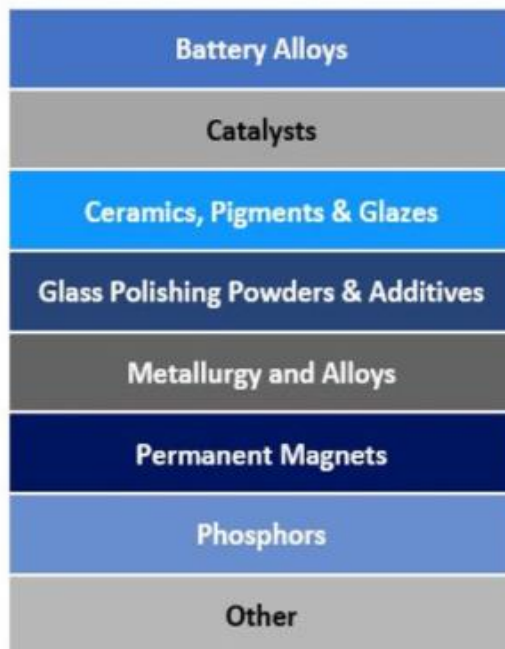 Battery Alloys
Catalysts
Ceramics, Pigments & Glazes
Glass Polishing Powders & Additives
Metallurgy and Alloys
Permanent Magnets
Phosphors
Other